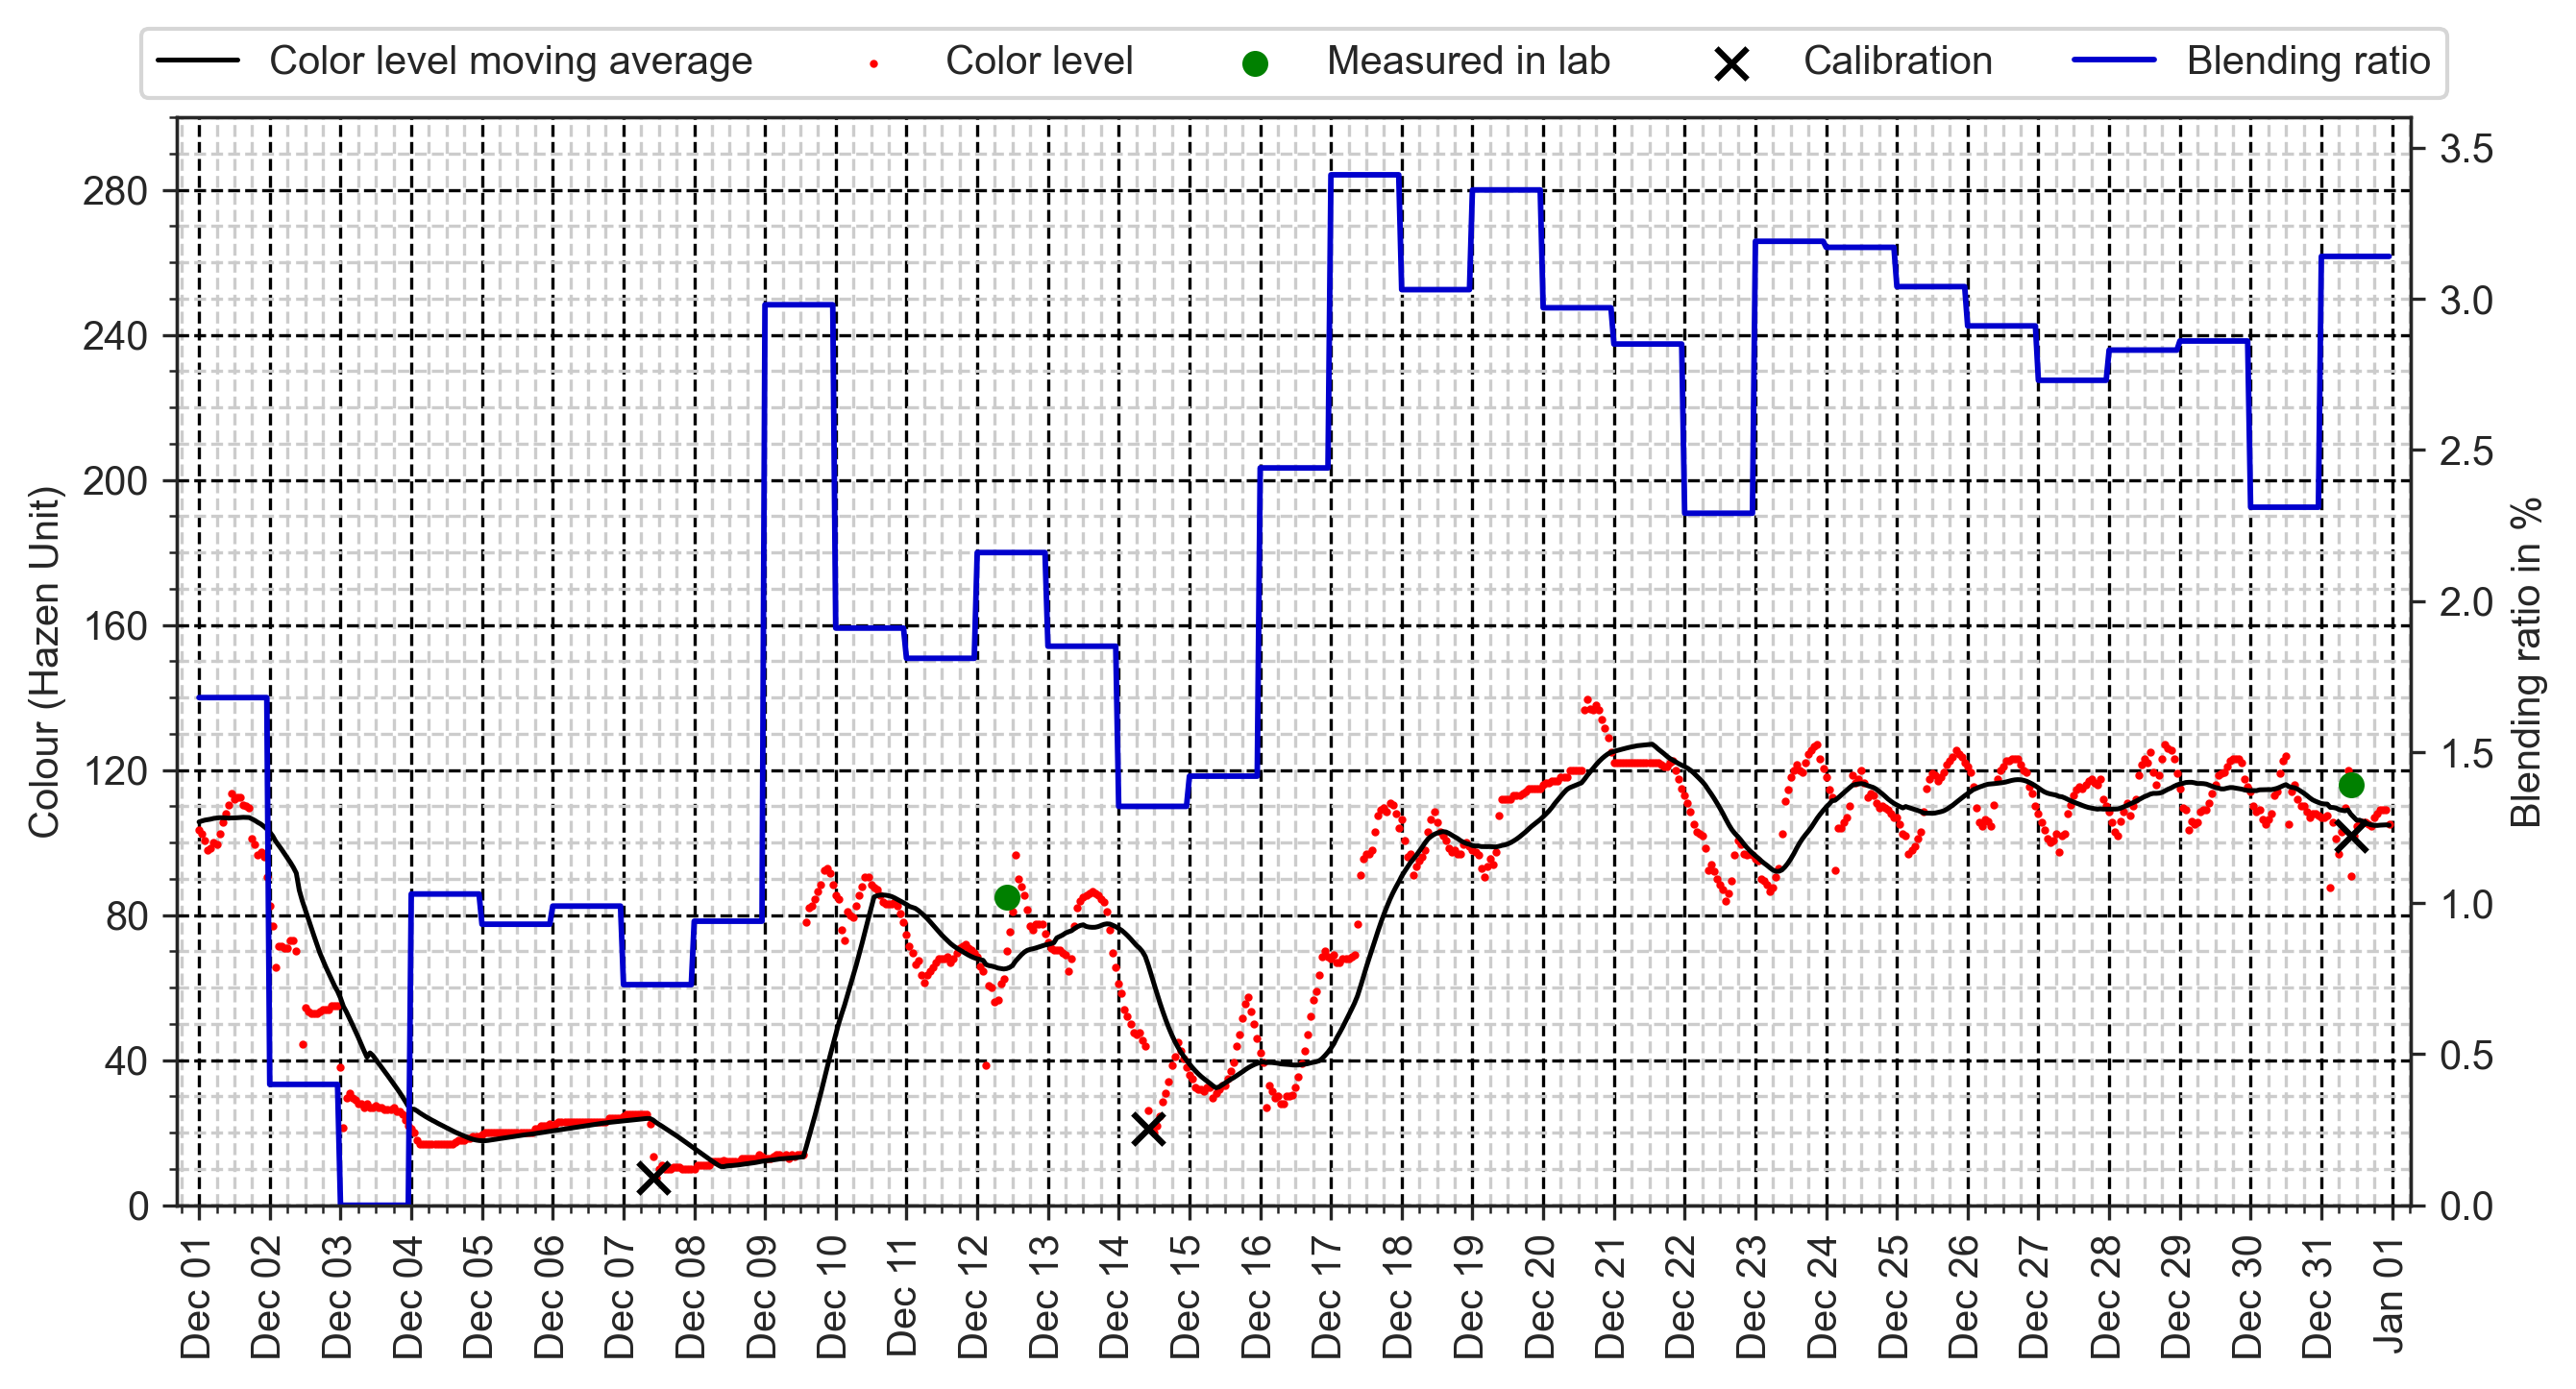 Color level moving average
Color level
Measured in lab
Calibration
Blending ratio
Colour (Hazen Unit)
280
240
200
160
120
80
40
0
Blending ratio in %
3.5
3.0
2.5
2.0
1.5
1.0
0.5
0.0
Dec 01
Dec 02
Dec 03
Dec 04
Dec 05
Dec 06
Dec 07
Dec 08
Dec 09
Dec 10
Dec 11
Dec 12
Dec 13
Dec 14
Dec 15
Dec 16
Dec 17
Dec 18
Dec 19
Dec 20
Dec 21
Dec 22
Dec 23
Dec 24
Dec 25
Dec 26
Dec 27
Dec 28
Dec 29
Dec 30
Dec 31
Jan 01